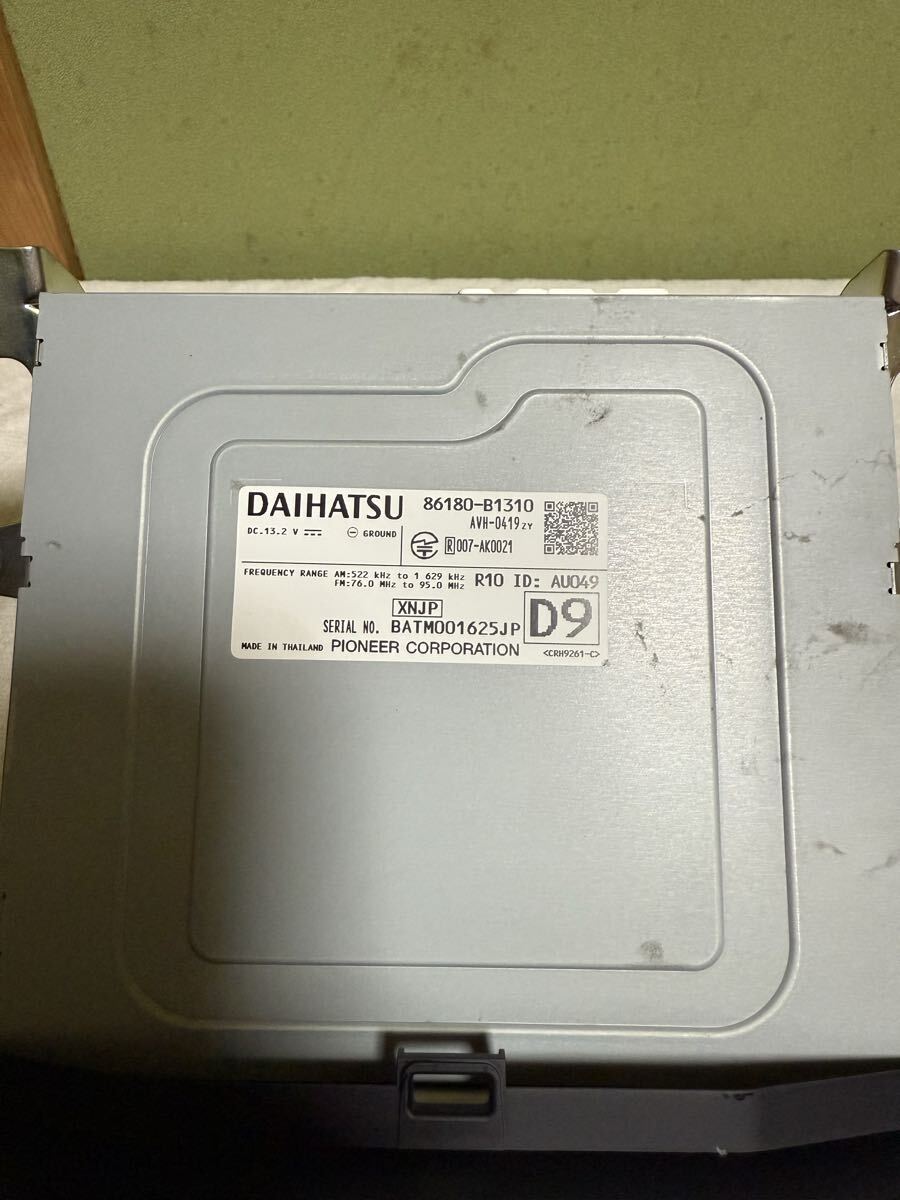 DAIHATSU 86180-B1310
AVH-0419ZY
DC.13.2 V GROUND
R 007-AK0021
FREQUENCY RANGE AM:522 kHz to 1 629 kHz
FM:76.0 MHz to 95.0 MHz
R10 ID: AU049
XNJP
D9
SERIAL NO. BATM001625JP
MADE IN THAILAND PIONEER CORPORATION <CRH9261-C>